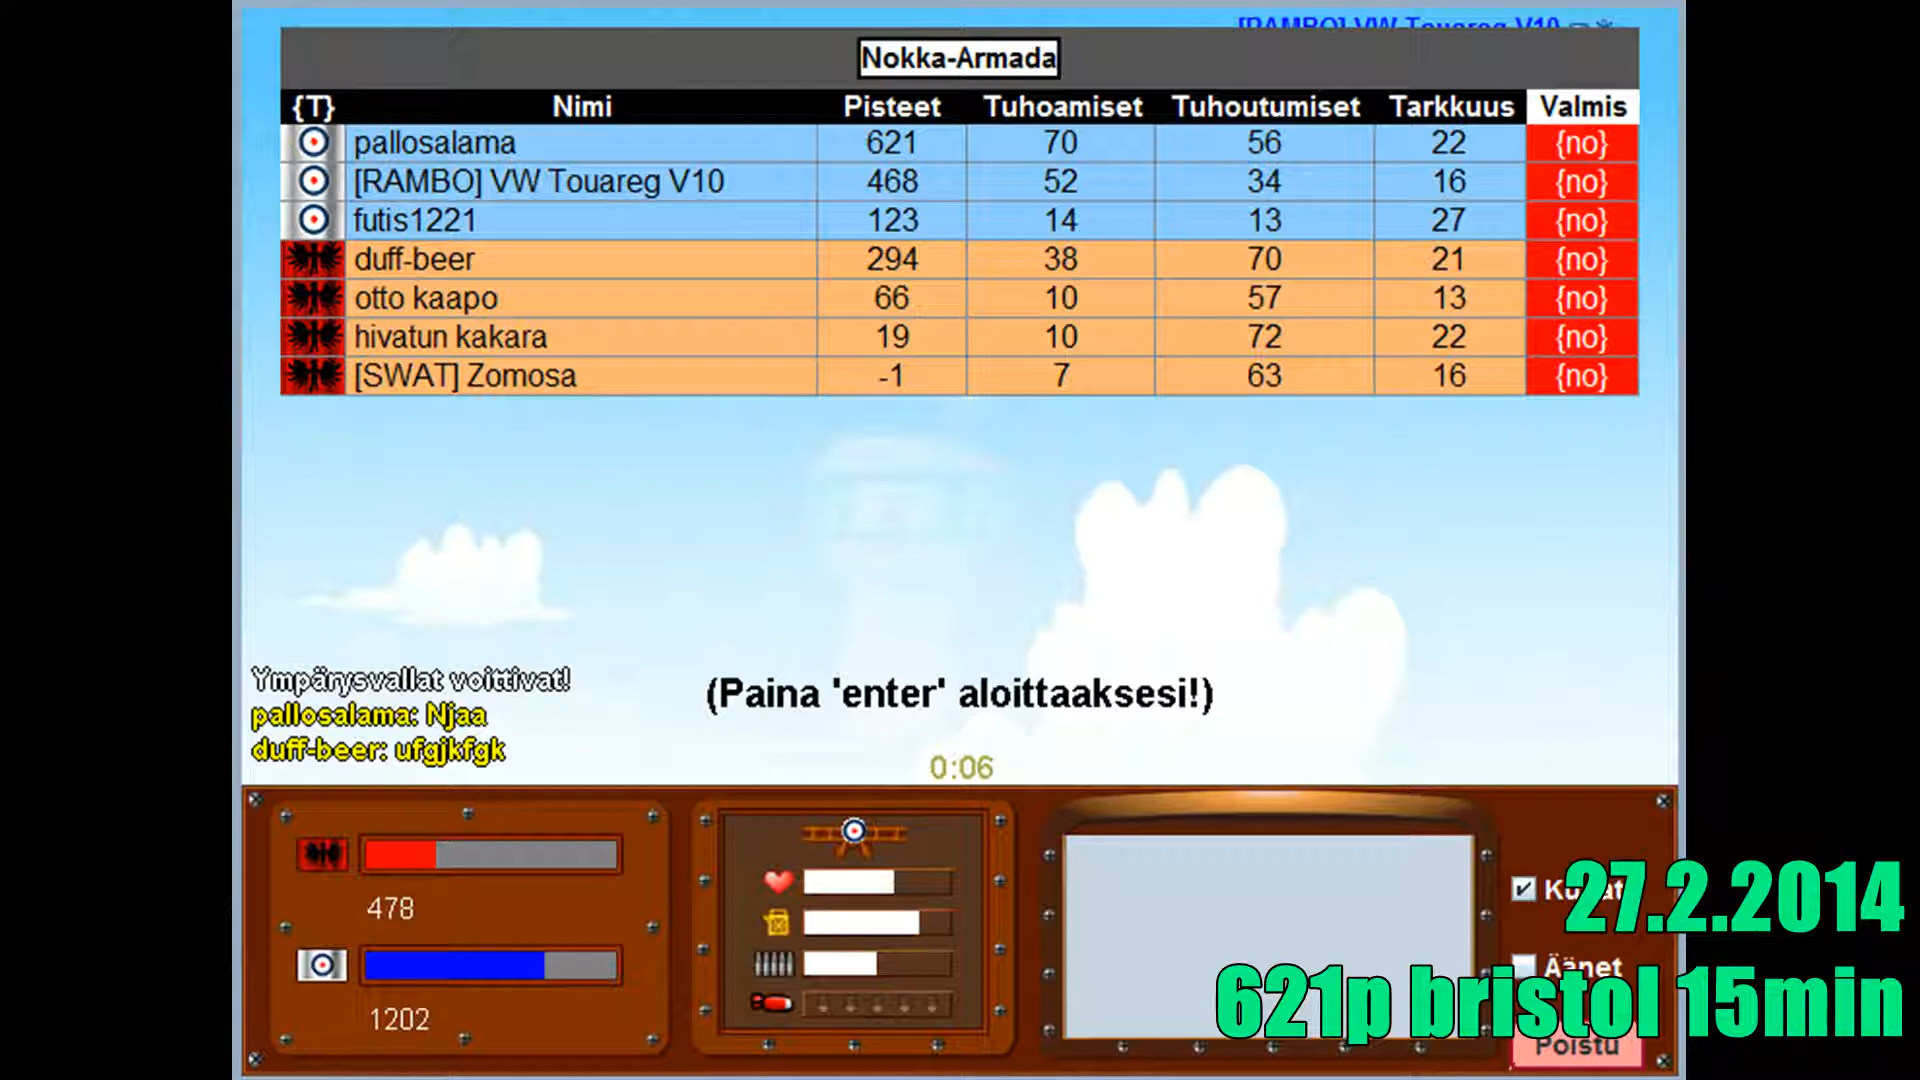 [RAMBO] VW Touareg V10
Nokka-Armada
{T} Nimi Pisteet Tuhoamiset Tuhoutumiset Tarkkuus Valmis
pallosalama 621 70 56 22 {no}
[RAMBO] VW Touareg V10 468 52 34 16 {no}
futis1221 123 14 13 27 {no}
duff-beer 294 38 70 21 {no}
otto kaapo 66 10 57 13 {no}
hivatun kakara 19 10 72 22 {no}
[SWAT] Zomosa -1 7 63 16 {no}
(Paina 'enter' aloittaaksesi!)
Ympärysvallat voittivat!
pallosalama: Njaa
duff-beer: ufgjkfgk
0:06
478
1202
27.2.2014
Äänet
621p bristol 15min
Poistu